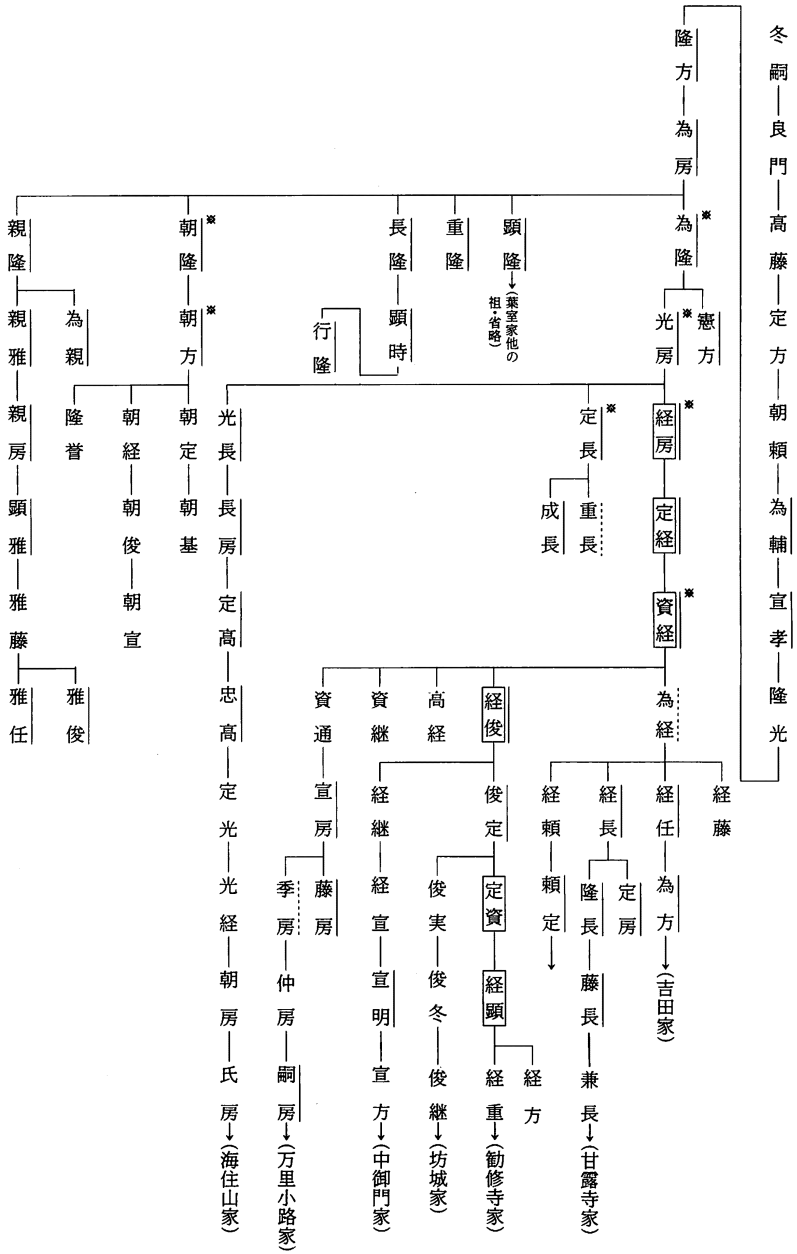 冬嗣―良門―高藤―定方―朝頼―為輔―宣孝―隆光
隆方―為房
※為隆
憲方
※光房
※経房―定経―※資経
為経
経藤
経任―為方→(吉田家)
経長
定房
隆長―藤長―兼長→(甘露寺家)
経頼―頼定→
経俊
俊定
定資―経顕
経方
経重→(勧修寺家)
俊実―俊冬―俊継→(坊城家)
経継―経宣―宣明―宣方→(中御門家)
高経
資継
資通―宣房
藤房
季房―仲房―嗣房→(万里小路家)
※定長
重長
成長
光長―長房―定高―忠高―定光―光経―朝房―氏房→(海住山家)
顕隆→(葉室家他の
祖・省略)
重隆
長隆―顕時
行隆
※朝隆―※朝方
朝定―朝基
朝経―朝俊―朝宣
隆誉
親隆
為親
親雅―親房―顕雅―雅藤
雅俊
雅任